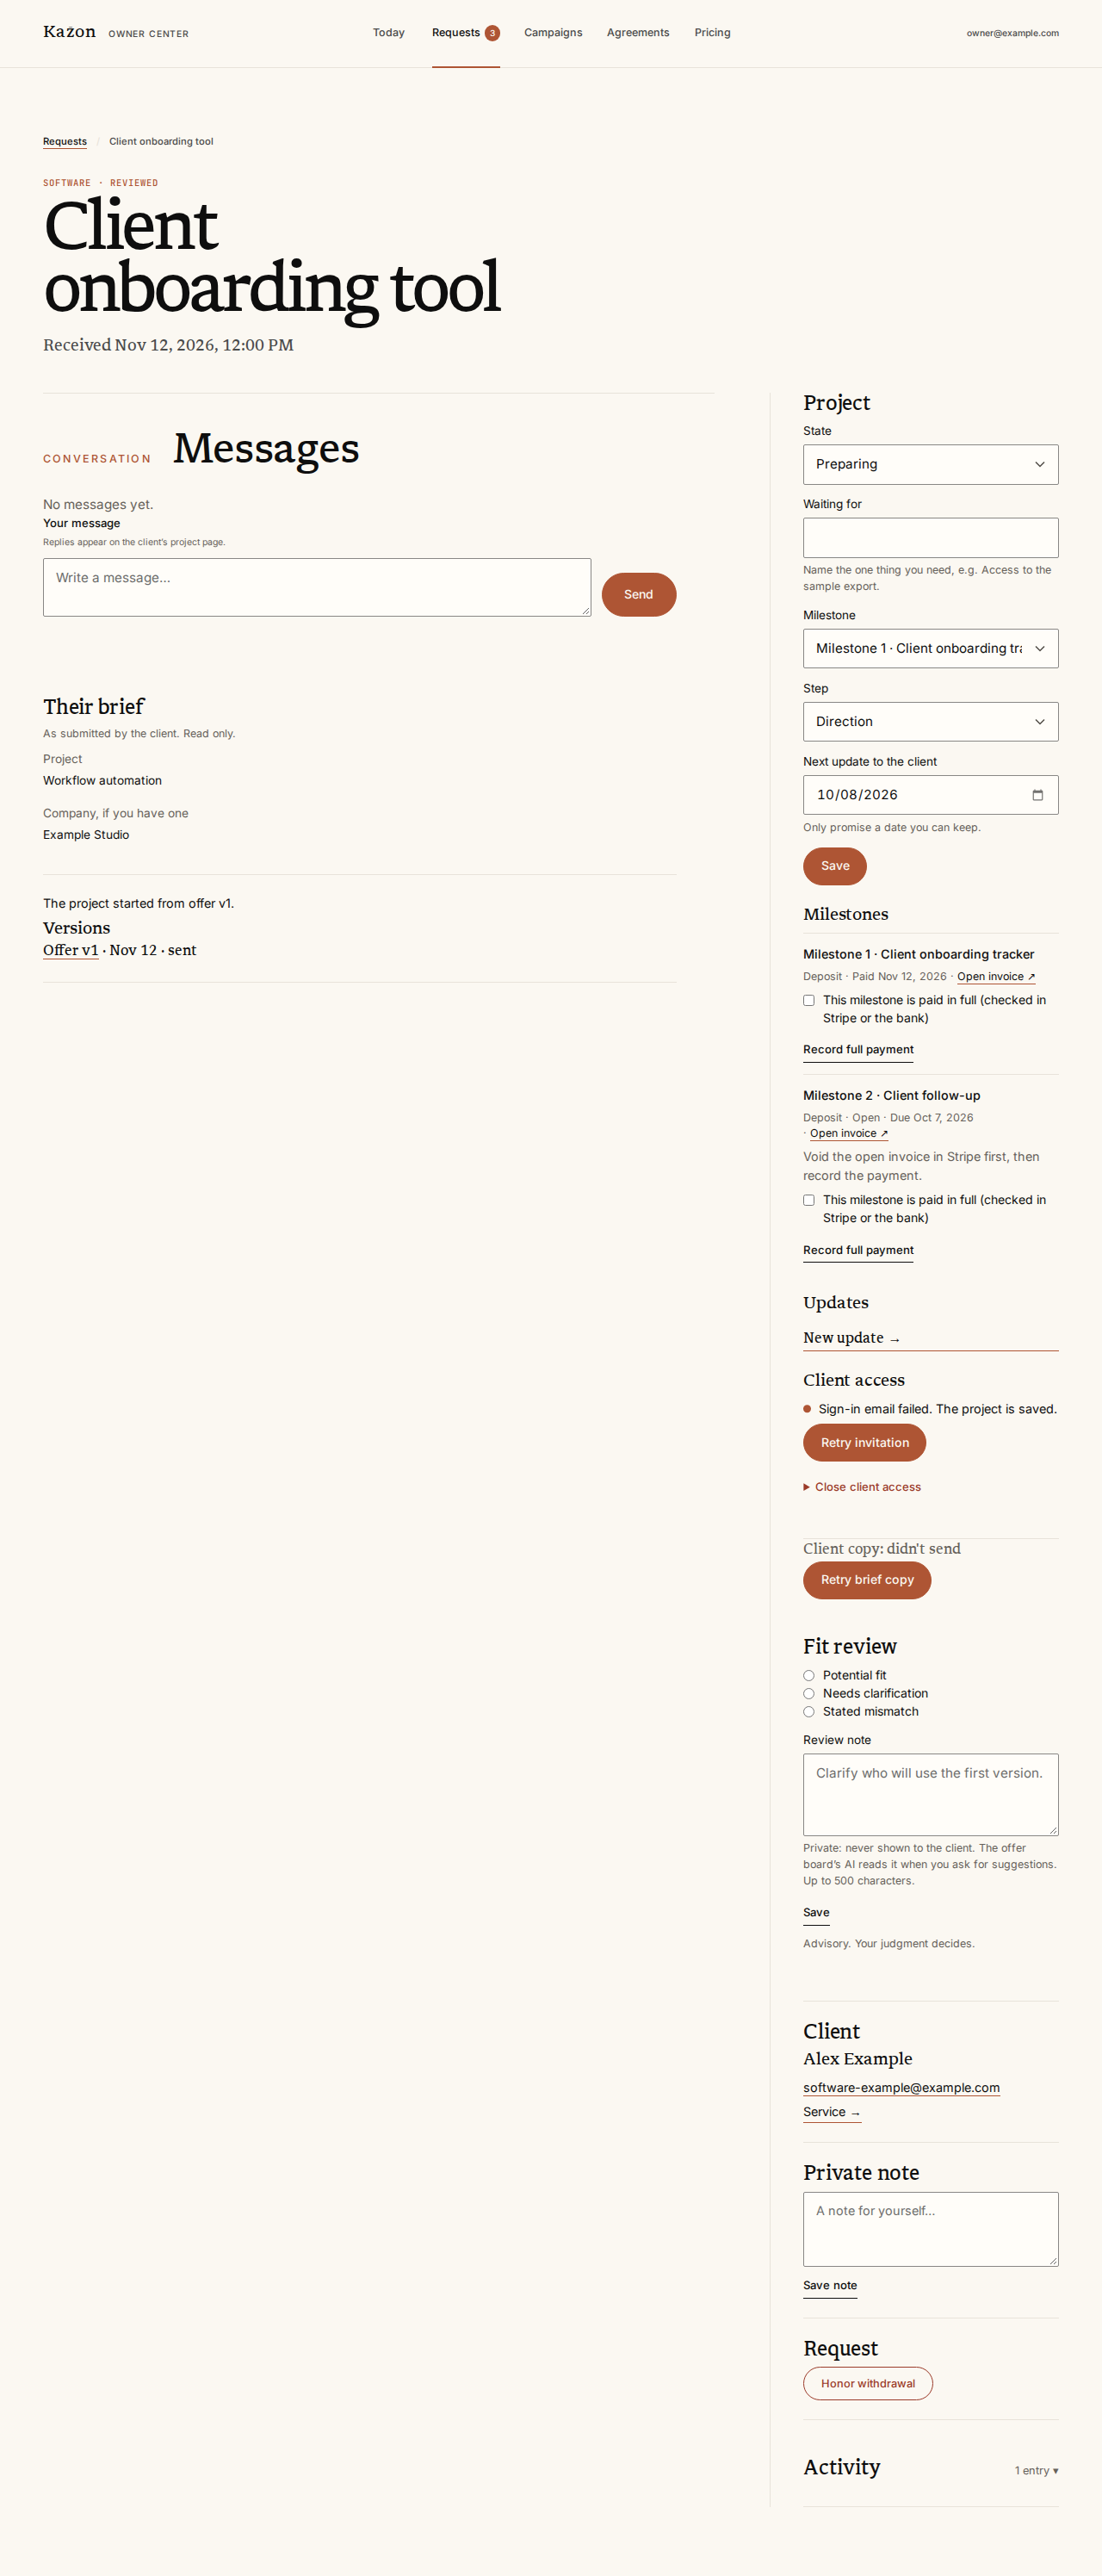 Kažon OWNER CENTER
Today
Requests 3
Campaigns
Agreements
Pricing
owner@example.com
Requests / Client onboarding tool
SOFTWARE · REVIEWED
Client
onboarding tool
Received Nov 12, 2026, 12:00 PM
CONVERSATION Messages
No messages yet.
Your message
Replies appear on the client's project page.
Write a message...
Send
Their brief
As submitted by the client. Read only.
Project
Workflow automation
Company, if you have one
Example Studio
The project started from offer v1.
Versions
Offer v1 · Nov 12 · sent
Project
State
Preparing
Waiting for
Name the one thing you need, e.g. Access to the
sample export.
Milestone
Milestone 1 · Client onboarding tra
Step
Direction
Next update to the client
10/08/2026
Only promise a date you can keep.
Save
Milestones
Milestone 1 · Client onboarding tracker
Deposit · Paid Nov 12, 2026 · Open invoice ↗
This milestone is paid in full (checked in
Stripe or the bank)
Record full payment
Milestone 2 · Client follow-up
Deposit · Open · Due Oct 7, 2026
· Open invoice ↗
Void the open invoice in Stripe first, then
record the payment.
This milestone is paid in full (checked in
Stripe or the bank)
Record full payment
Updates
New update →
Client access
Sign-in email failed. The project is saved.
Retry invitation
▶ Close client access
Client copy: didn't send
Retry brief copy
Fit review
Potential fit
Needs clarification
Stated mismatch
Review note
Clarify who will use the first version.
Private: never shown to the client. The offer
board's AI reads it when you ask for suggestions.
Up to 500 characters.
Save
Advisory. Your judgment decides.
Client
Alex Example
software-example@example.com
Service →
Private note
A note for yourself...
Save note
Request
Honor withdrawal
Activity
1 entry ▾